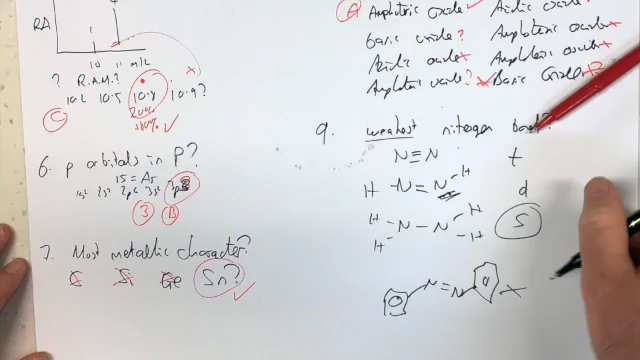 RA
10 11 m/z
? R.A.M.?
10.2 10.5 10.8 10.9?
20% 10
80% 11
C
6. p orbitals in P?
15 = Ar
1s² 2s² 2p⁶ 3s² 3p³
3 B
7. Most metallic character?
C Si Ge Sn?
A
Amphoteric oxide Acidic oxide
Basic oxide? Amphoteric oxide
Acidic oxide Amphoteric oxide
Amphoteric oxide? Basic oxide
9. weakest nitrogen bond?
N≡N t
H N=N H d
H N-N H S
H H
N=N